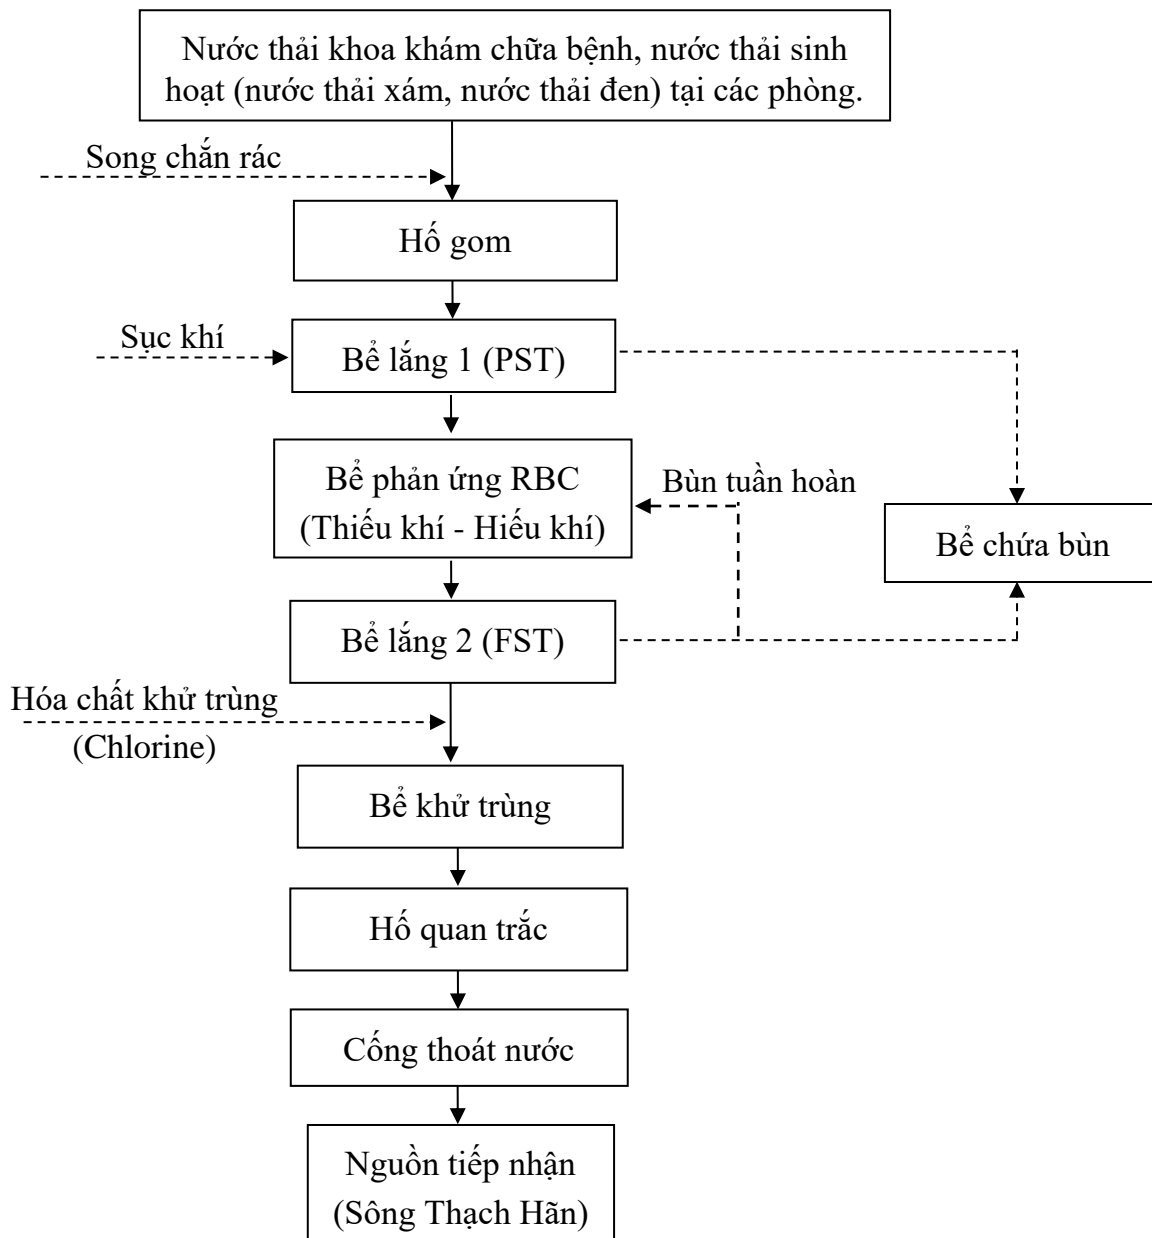 Nước thải khoa khám chữa bệnh, nước thải sinh
hoạt (nước thải xám, nước thải đen) tại các phòng.
Song chắn rác
Hố gom
Sục khí
Bể lắng 1 (PST)
Bể phản ứng RBC
(Thiếu khí - Hiếu khí)
Bùn tuần hoàn
Bể chứa bùn
Bể lắng 2 (FST)
Hóa chất khử trùng
(Chlorine)
Bể khử trùng
Hố quan trắc
Cống thoát nước
Nguồn tiếp nhận
(Sông Thạch Hãn)